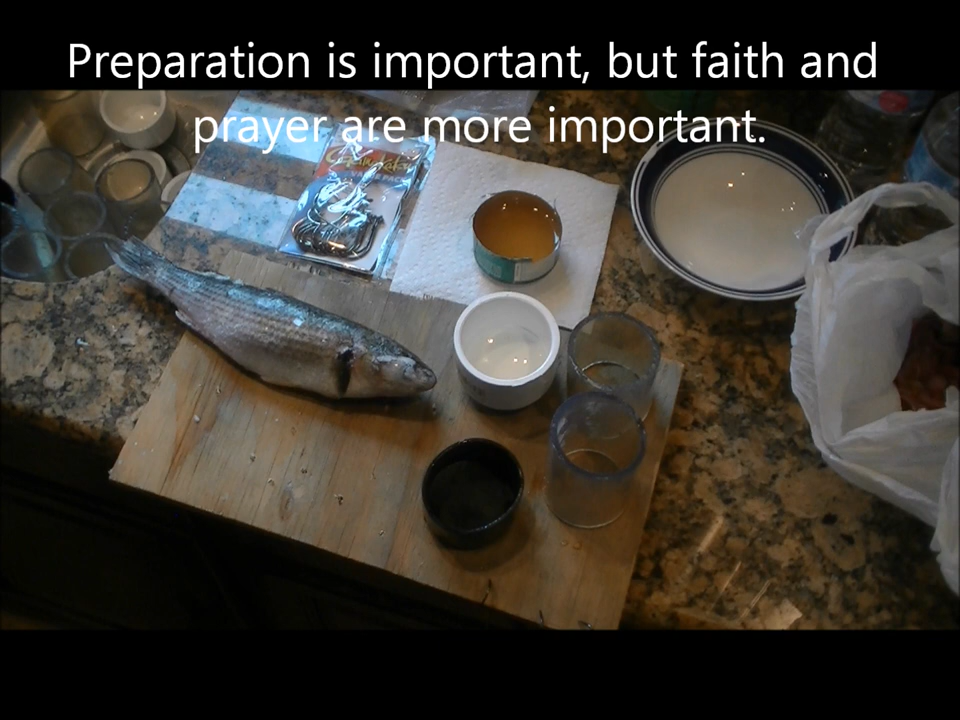 Preparation is important, but faith and
prayer are more important.